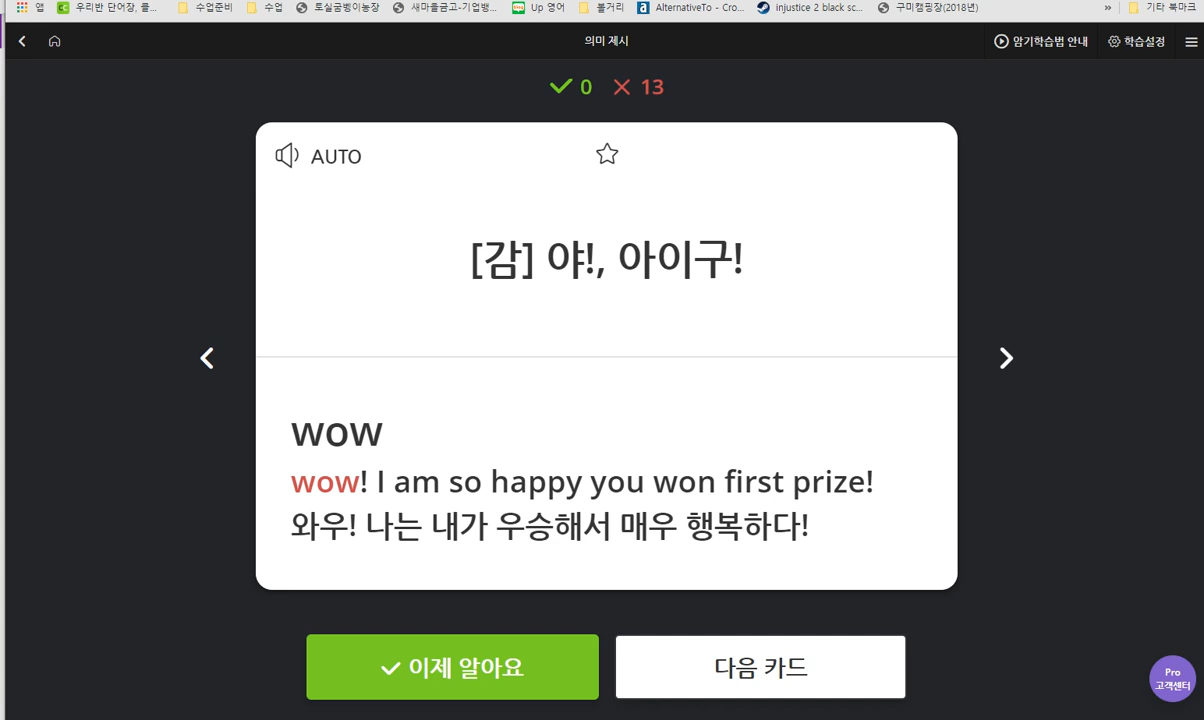 앱 우리반 단어장, 클... 수업준비 수업 토실굼벵이농장 새마을금고-기업뱅... Up 영어 볼거리 AlternativeTo - Cro... injustice 2 black sc... 구미캠핑장(2018년) » 기타 북마크
의미 제시 암기학습법 안내 학습설정
0 13
AUTO
[감] 야!, 아이구!
wow
wow! I am so happy you won first prize!
와우! 나는 내가 우승해서 매우 행복하다!
이제 알아요 다음 카드
Pro
고객센터